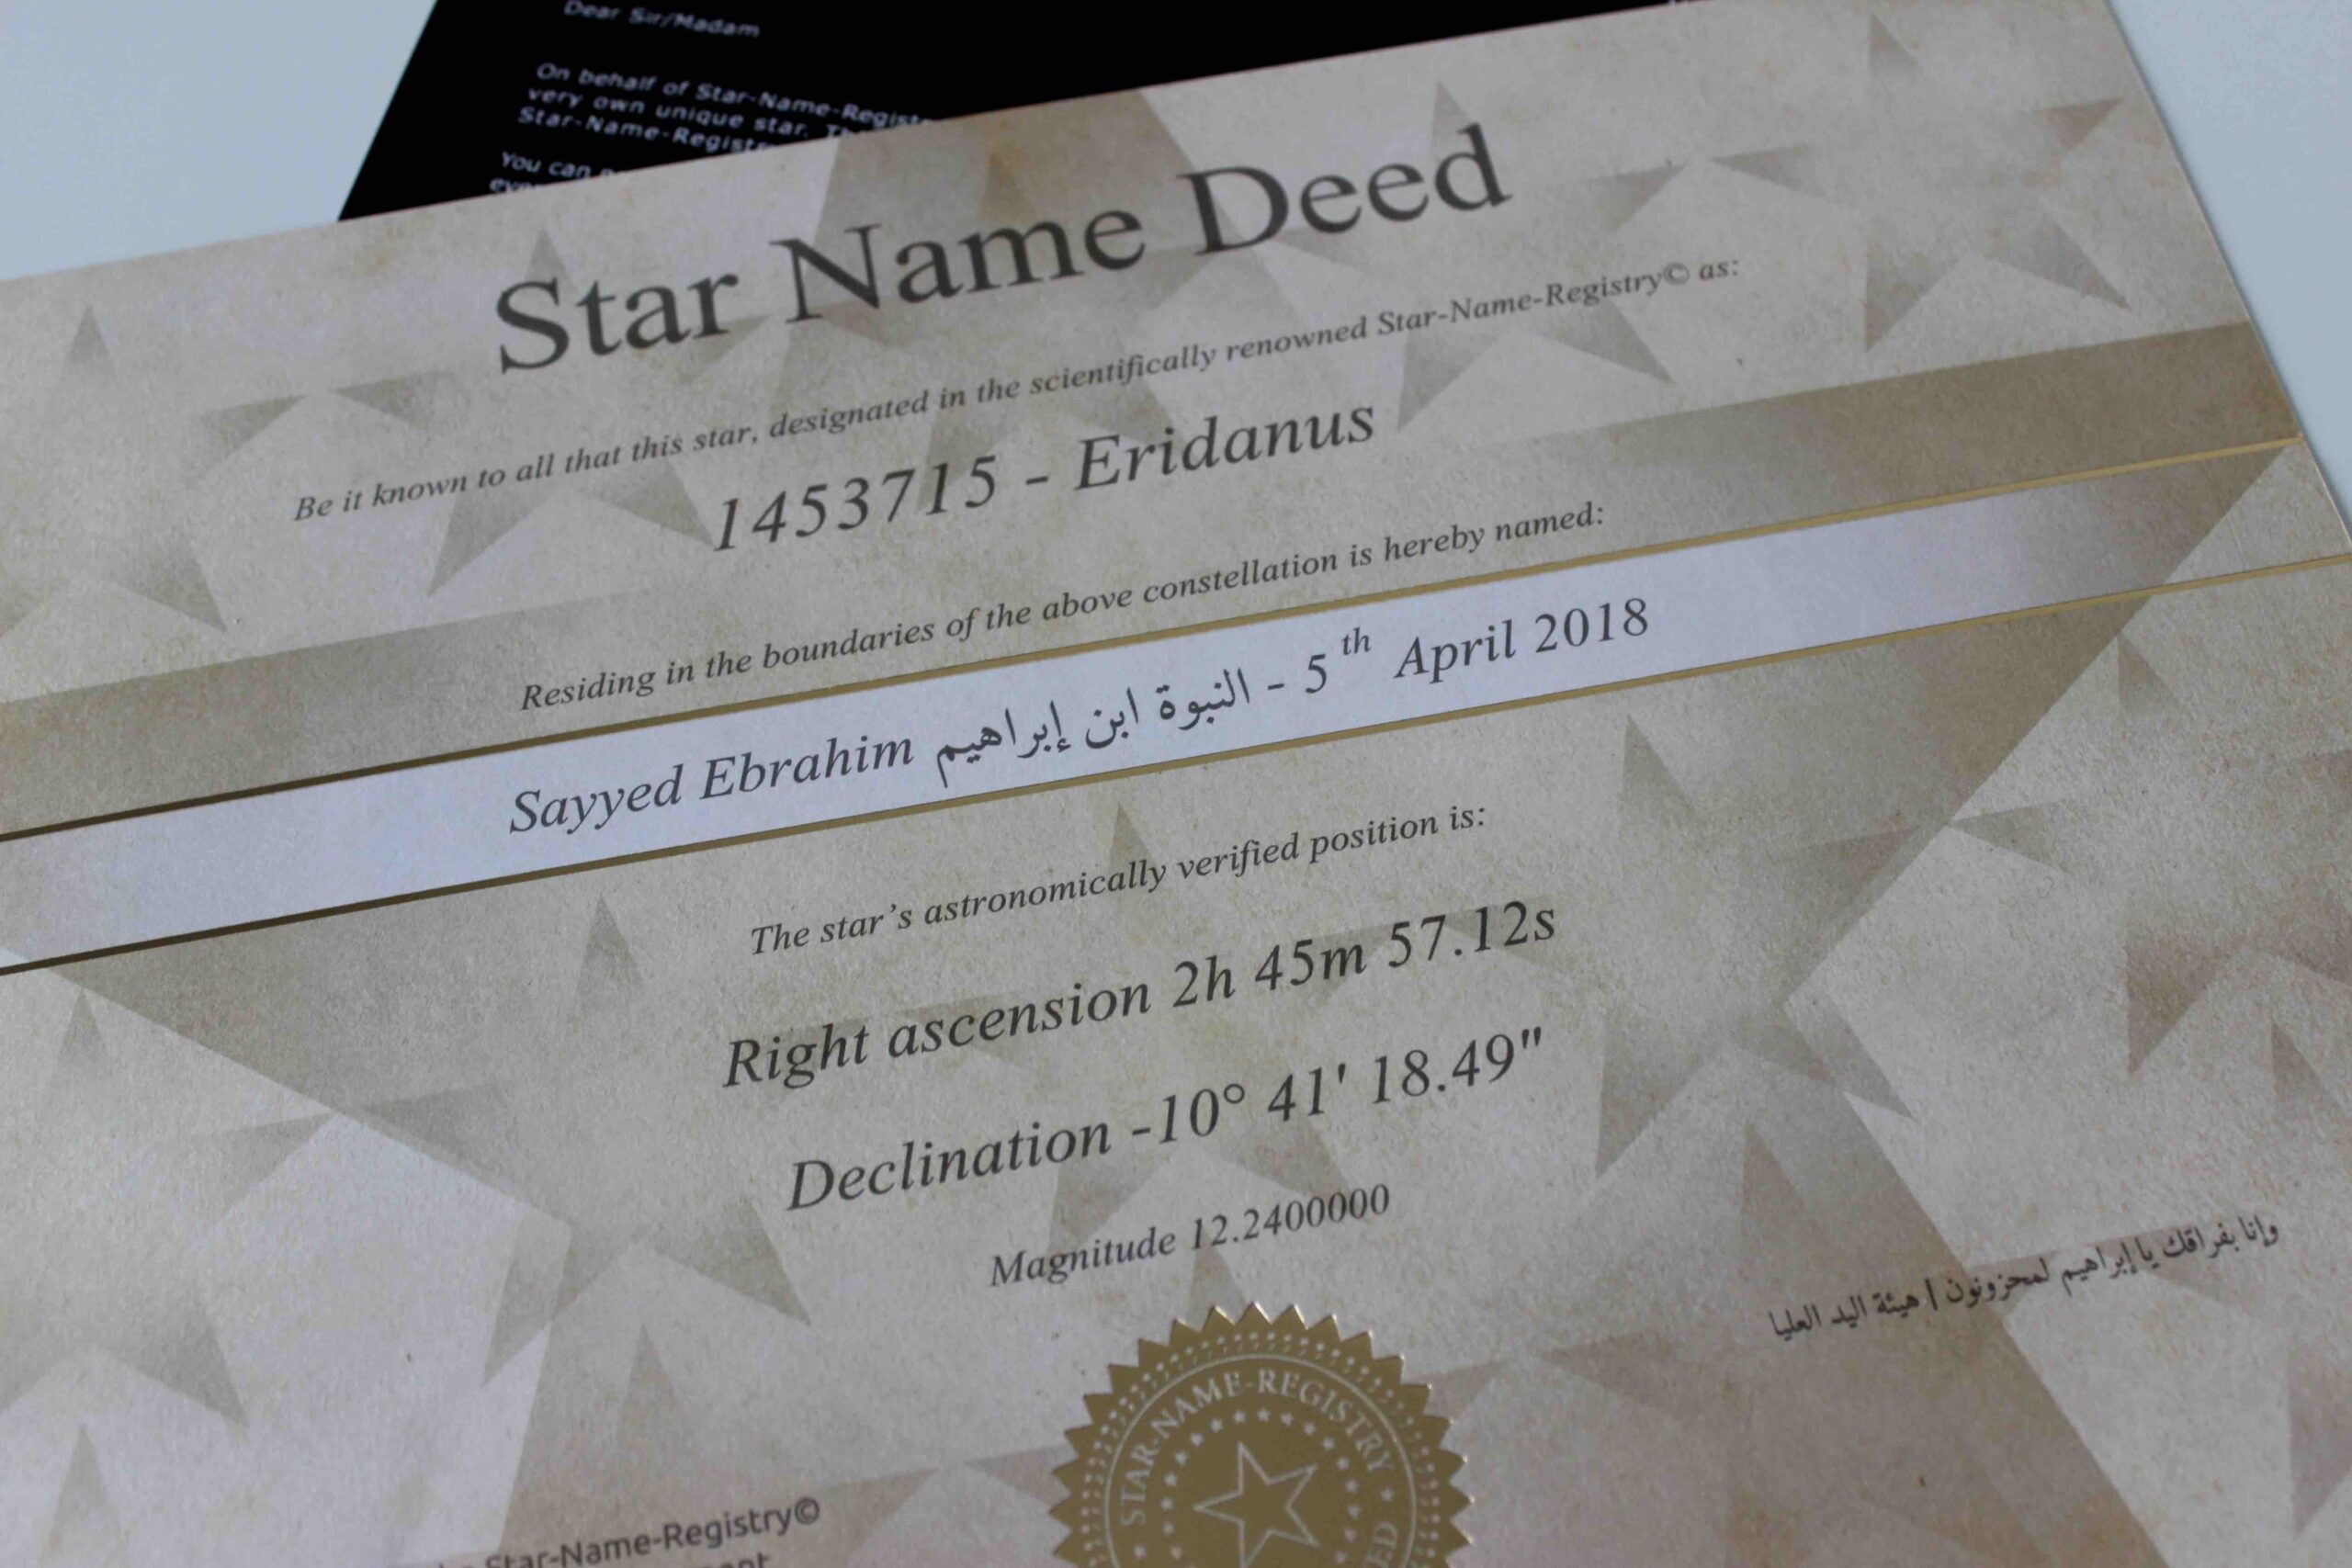 Dear Sir/Madam
On behalf of Star-Name-Regist
very own unique star.
Star-Name-Regist
You can
Star Name Deed
Be it known to all that this star, designated in the scientifically renowned Star-Name-Registry© as:
1453715 - Eridanus
Residing in the boundaries of the above constellation is hereby named:
Sayyed Ebrahim النبوة ابن إبراهيم - 5th April 2018
The star's astronomically verified position is:
Right ascension 2h 45m 57.12s
Declination -10° 41' 18.49"
Magnitude 12.2400000
وإنا بفراقك يا إبراهيم لمحزونون | هيئة اليد العليا
STAR-NAME-REGISTRY
Star-Name-Registry©